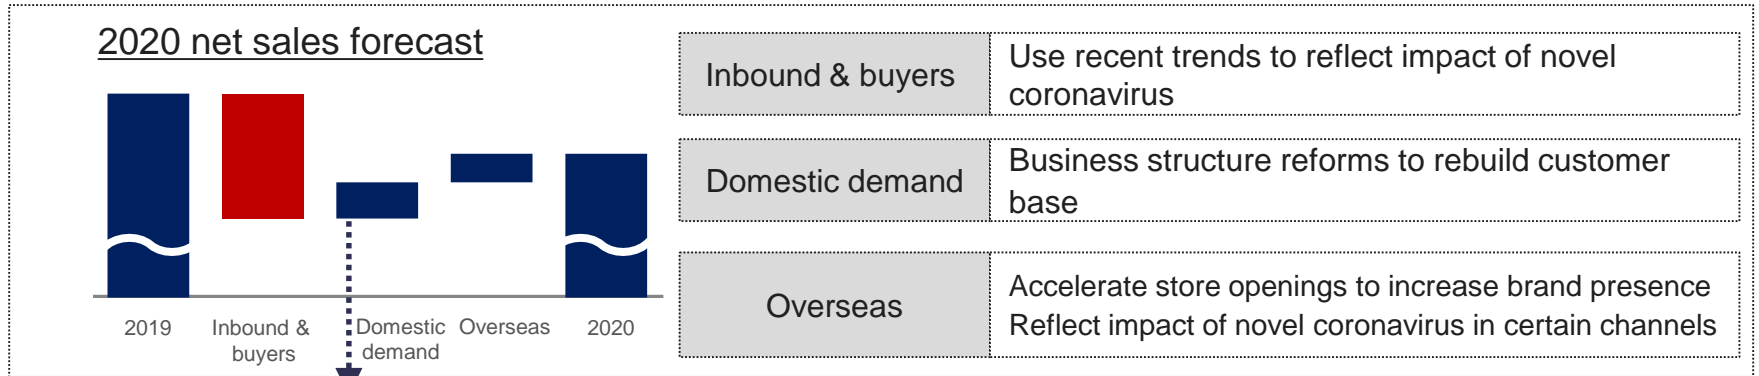 2020 net sales forecast
2019
Inbound &
buyers
Domestic
demand
Overseas
2020
Inbound & buyers
Use recent trends to reflect impact of novel
coronavirus
Domestic demand
Business structure reforms to rebuild customer
base
Overseas
Accelerate store openings to increase brand presence
Reflect impact of novel coronavirus in certain channels